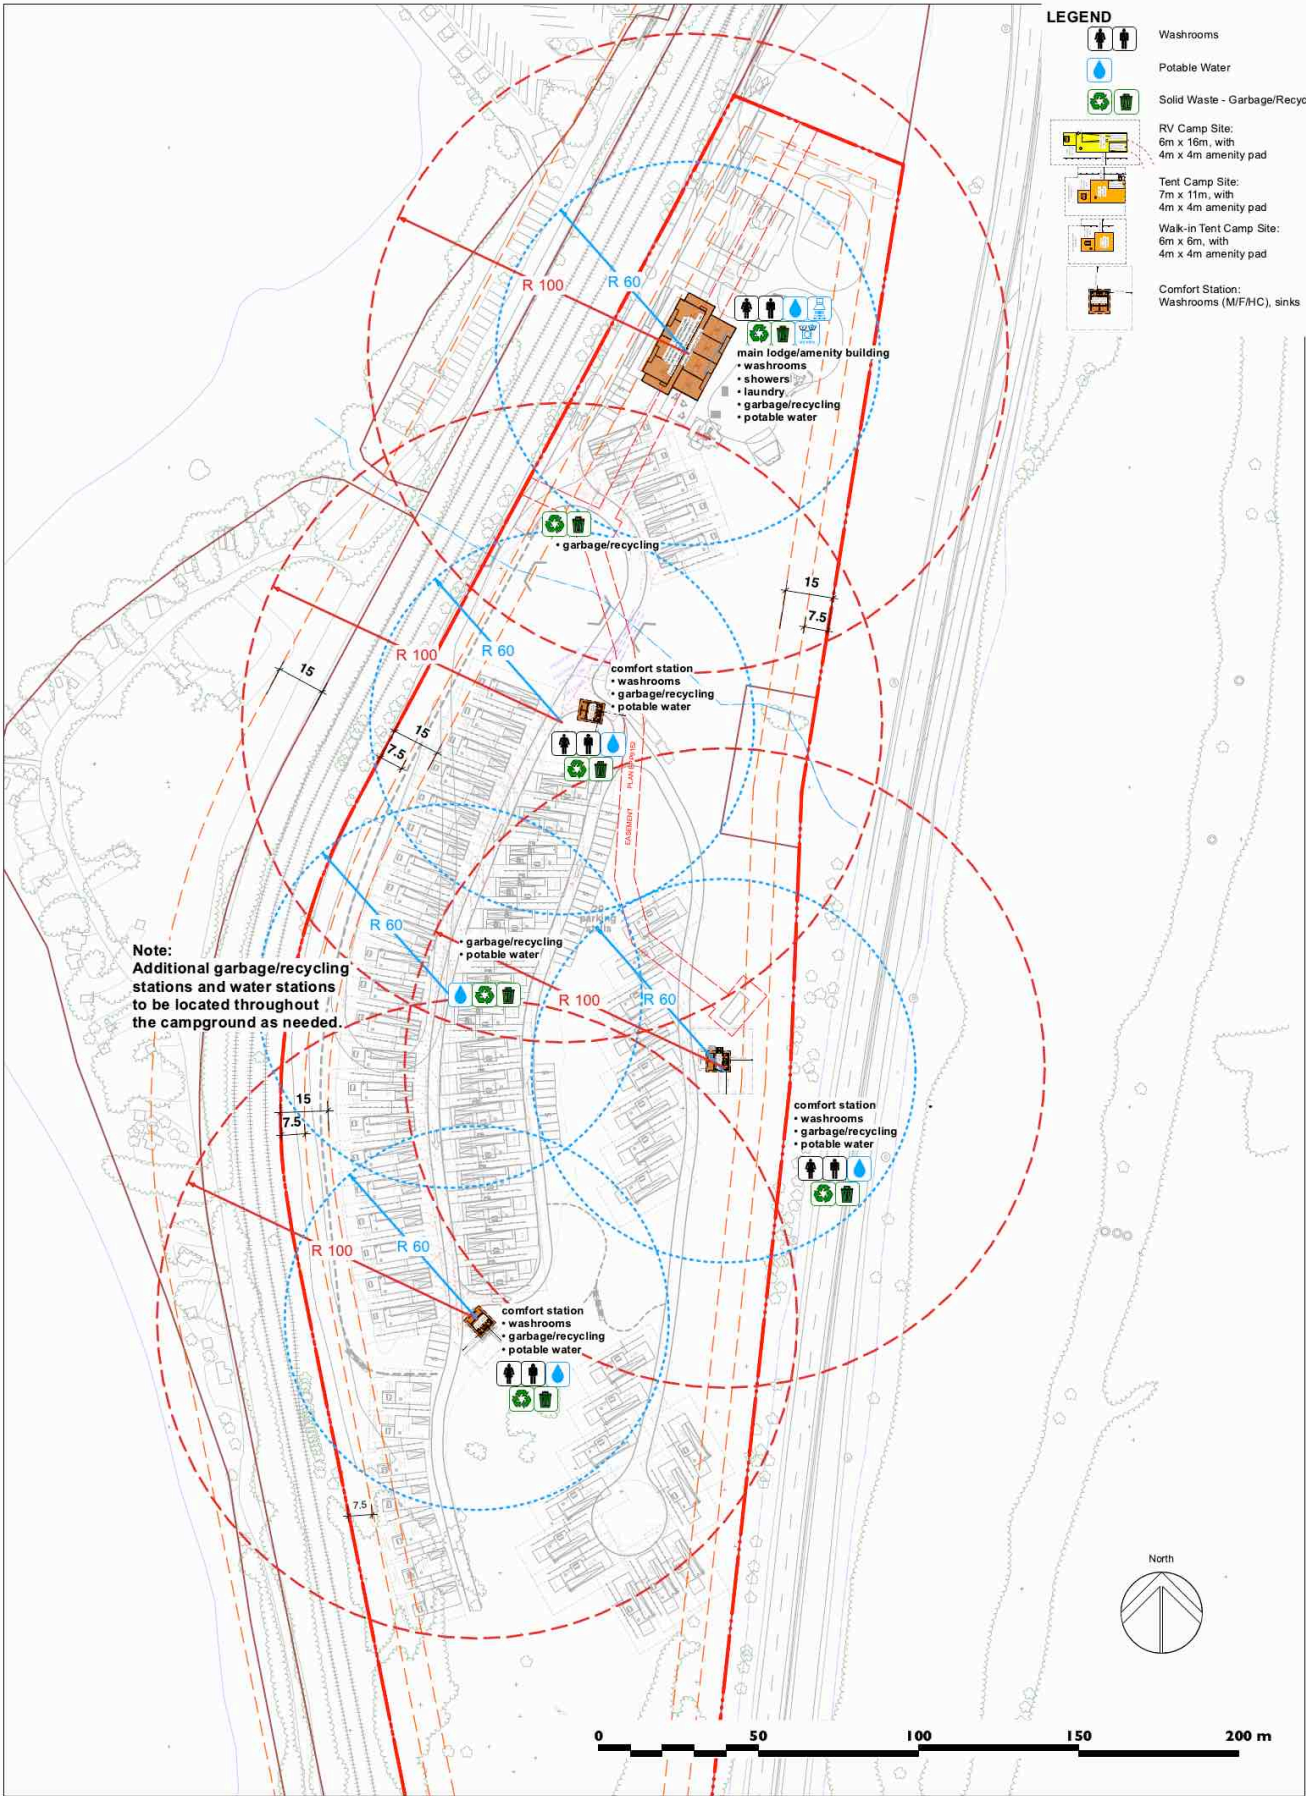 LEGEND
Washrooms
Potable Water
Solid Waste - Garbage/Recyc
RV Camp Site:
6m x 16m, with
4m x 4m amenity pad
Tent Camp Site:
7m x 11m, with
4m x 4m amenity pad
Walk-in Tent Camp Site:
6m x 6m, with
4m x 4m amenity pad
Comfort Station:
Washrooms (M/F/HC), sinks
R 100
R 60
main lodge/amenity building
• washrooms
• showers
• laundry
• garbage/recycling
• potable water
• garbage/recycling
15
7.5
R 100
R 60
15
comfort station
• washrooms
• garbage/recycling
• potable water
15
7.5
EASEMENT
PLAN
R 60
20
parking
stalls
• garbage/recycling
• potable water
Note:
Additional garbage/recycling
stations and water stations
to be located throughout
the campground as needed.
R 100
R 60
15
7.5
comfort station
• washrooms
• garbage/recycling
• potable water
R 100
R 60
comfort station
• washrooms
• garbage/recycling
• potable water
7.5
North
0 50 100 150 200 m